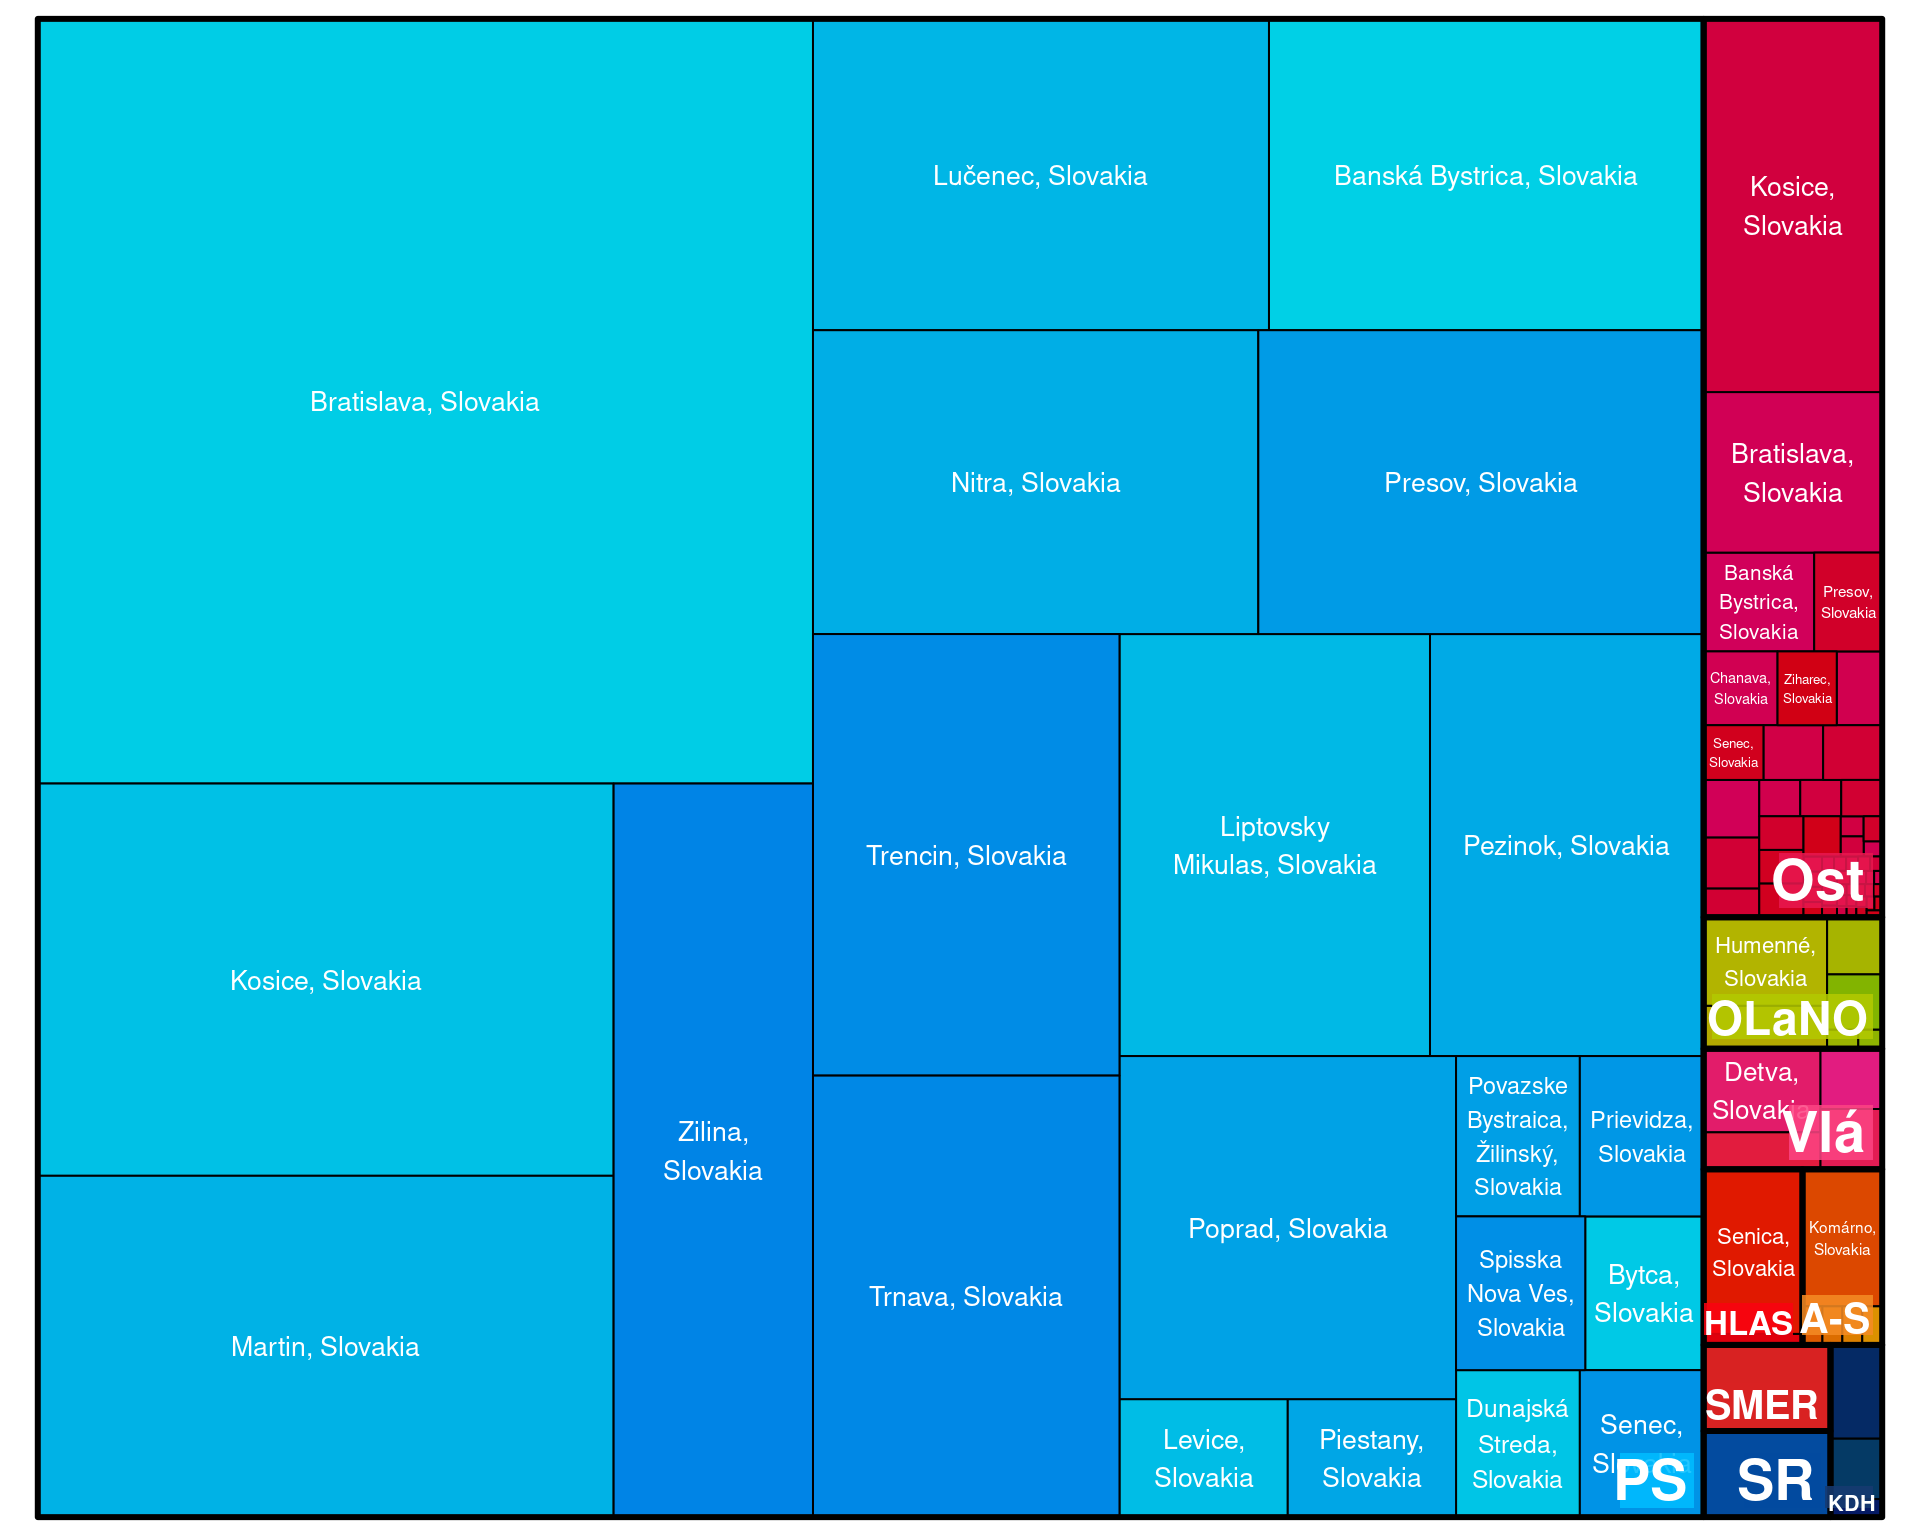 Bratislava, Slovakia
Lučenec, Slovakia
Banská Bystrica, Slovakia
Kosice,
Slovakia
Nitra, Slovakia
Presov, Slovakia
Bratislava,
Slovakia
Banská
Bystrica,
Slovakia
Presov,
Slovakia
Chanava,
Slovakia
Ziharec,
Slovakia
Senec,
Slovakia
Ost
Kosice, Slovakia
Zilina,
Slovakia
Martin, Slovakia
Trencin, Slovakia
Liptovsky
Mikulas, Slovakia
Pezinok, Slovakia
Trnava, Slovakia
Poprad, Slovakia
Povazske
Bystraica,
Žilinský,
Slovakia
Prievidza,
Slovakia
Spisska
Nova Ves,
Slovakia
Bytca,
Slovakia
Levice,
Slovakia
Piestany,
Slovakia
Dunajská
Streda,
Slovakia
Senec,
Slovakia
PS
Humenné,
Slovakia
OLaNO
Detva,
Slovakia
Vlá
Senica,
Slovakia
HLAS
Komárno,
Slovakia
A-S
SMER
SR
KDH